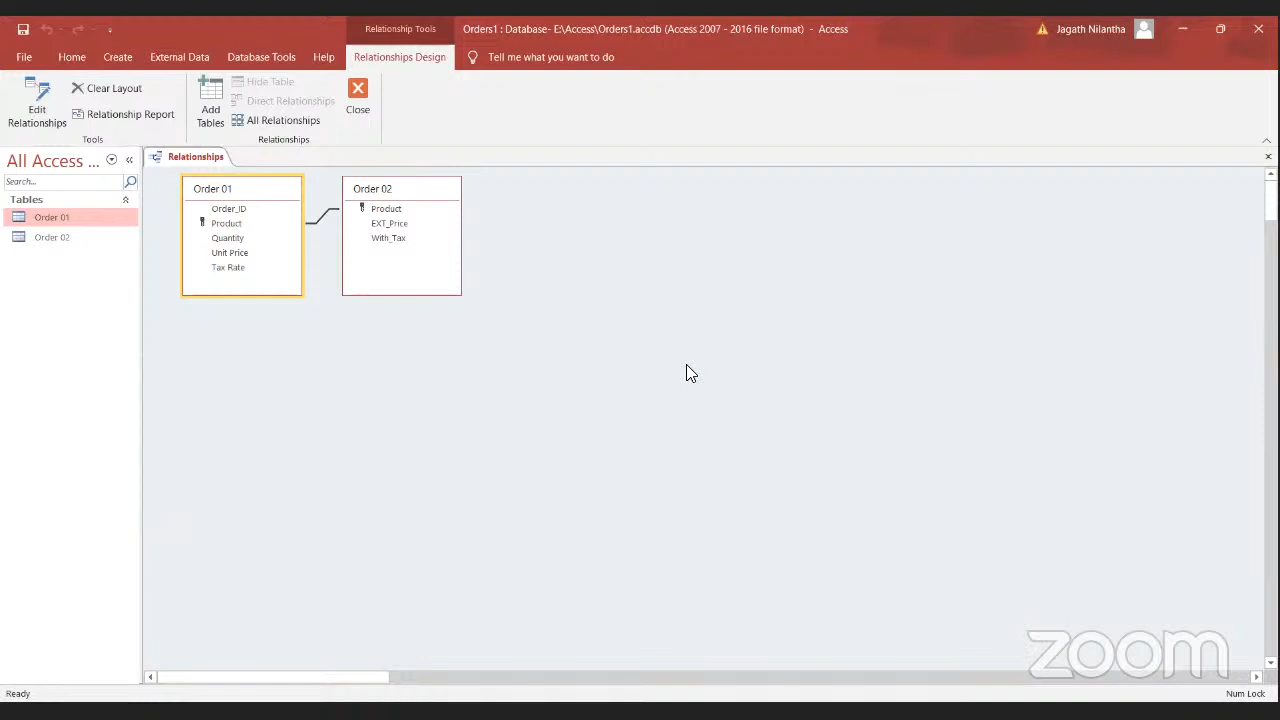 Relationship Tools
Orders1 : Database- E:\Access\Orders1.accdb (Access 2007 - 2016 file format) - Access
Jagath Nilantha
File Home Create External Data Database Tools Help Relationships Design Tell me what you want to do
Edit Relationships
Clear Layout
Relationship Report
Tools
Add Tables
Hide Table
Direct Relationships
All Relationships
Relationships
Close
All Access ...
Search...
Tables
Order 01
Order 02
Relationships
Order 01
Order_ID
Product
Quantity
Unit Price
Tax Rate
Order 02
Product
EXT_Price
With_Tax
zoom
Ready
Num Lock